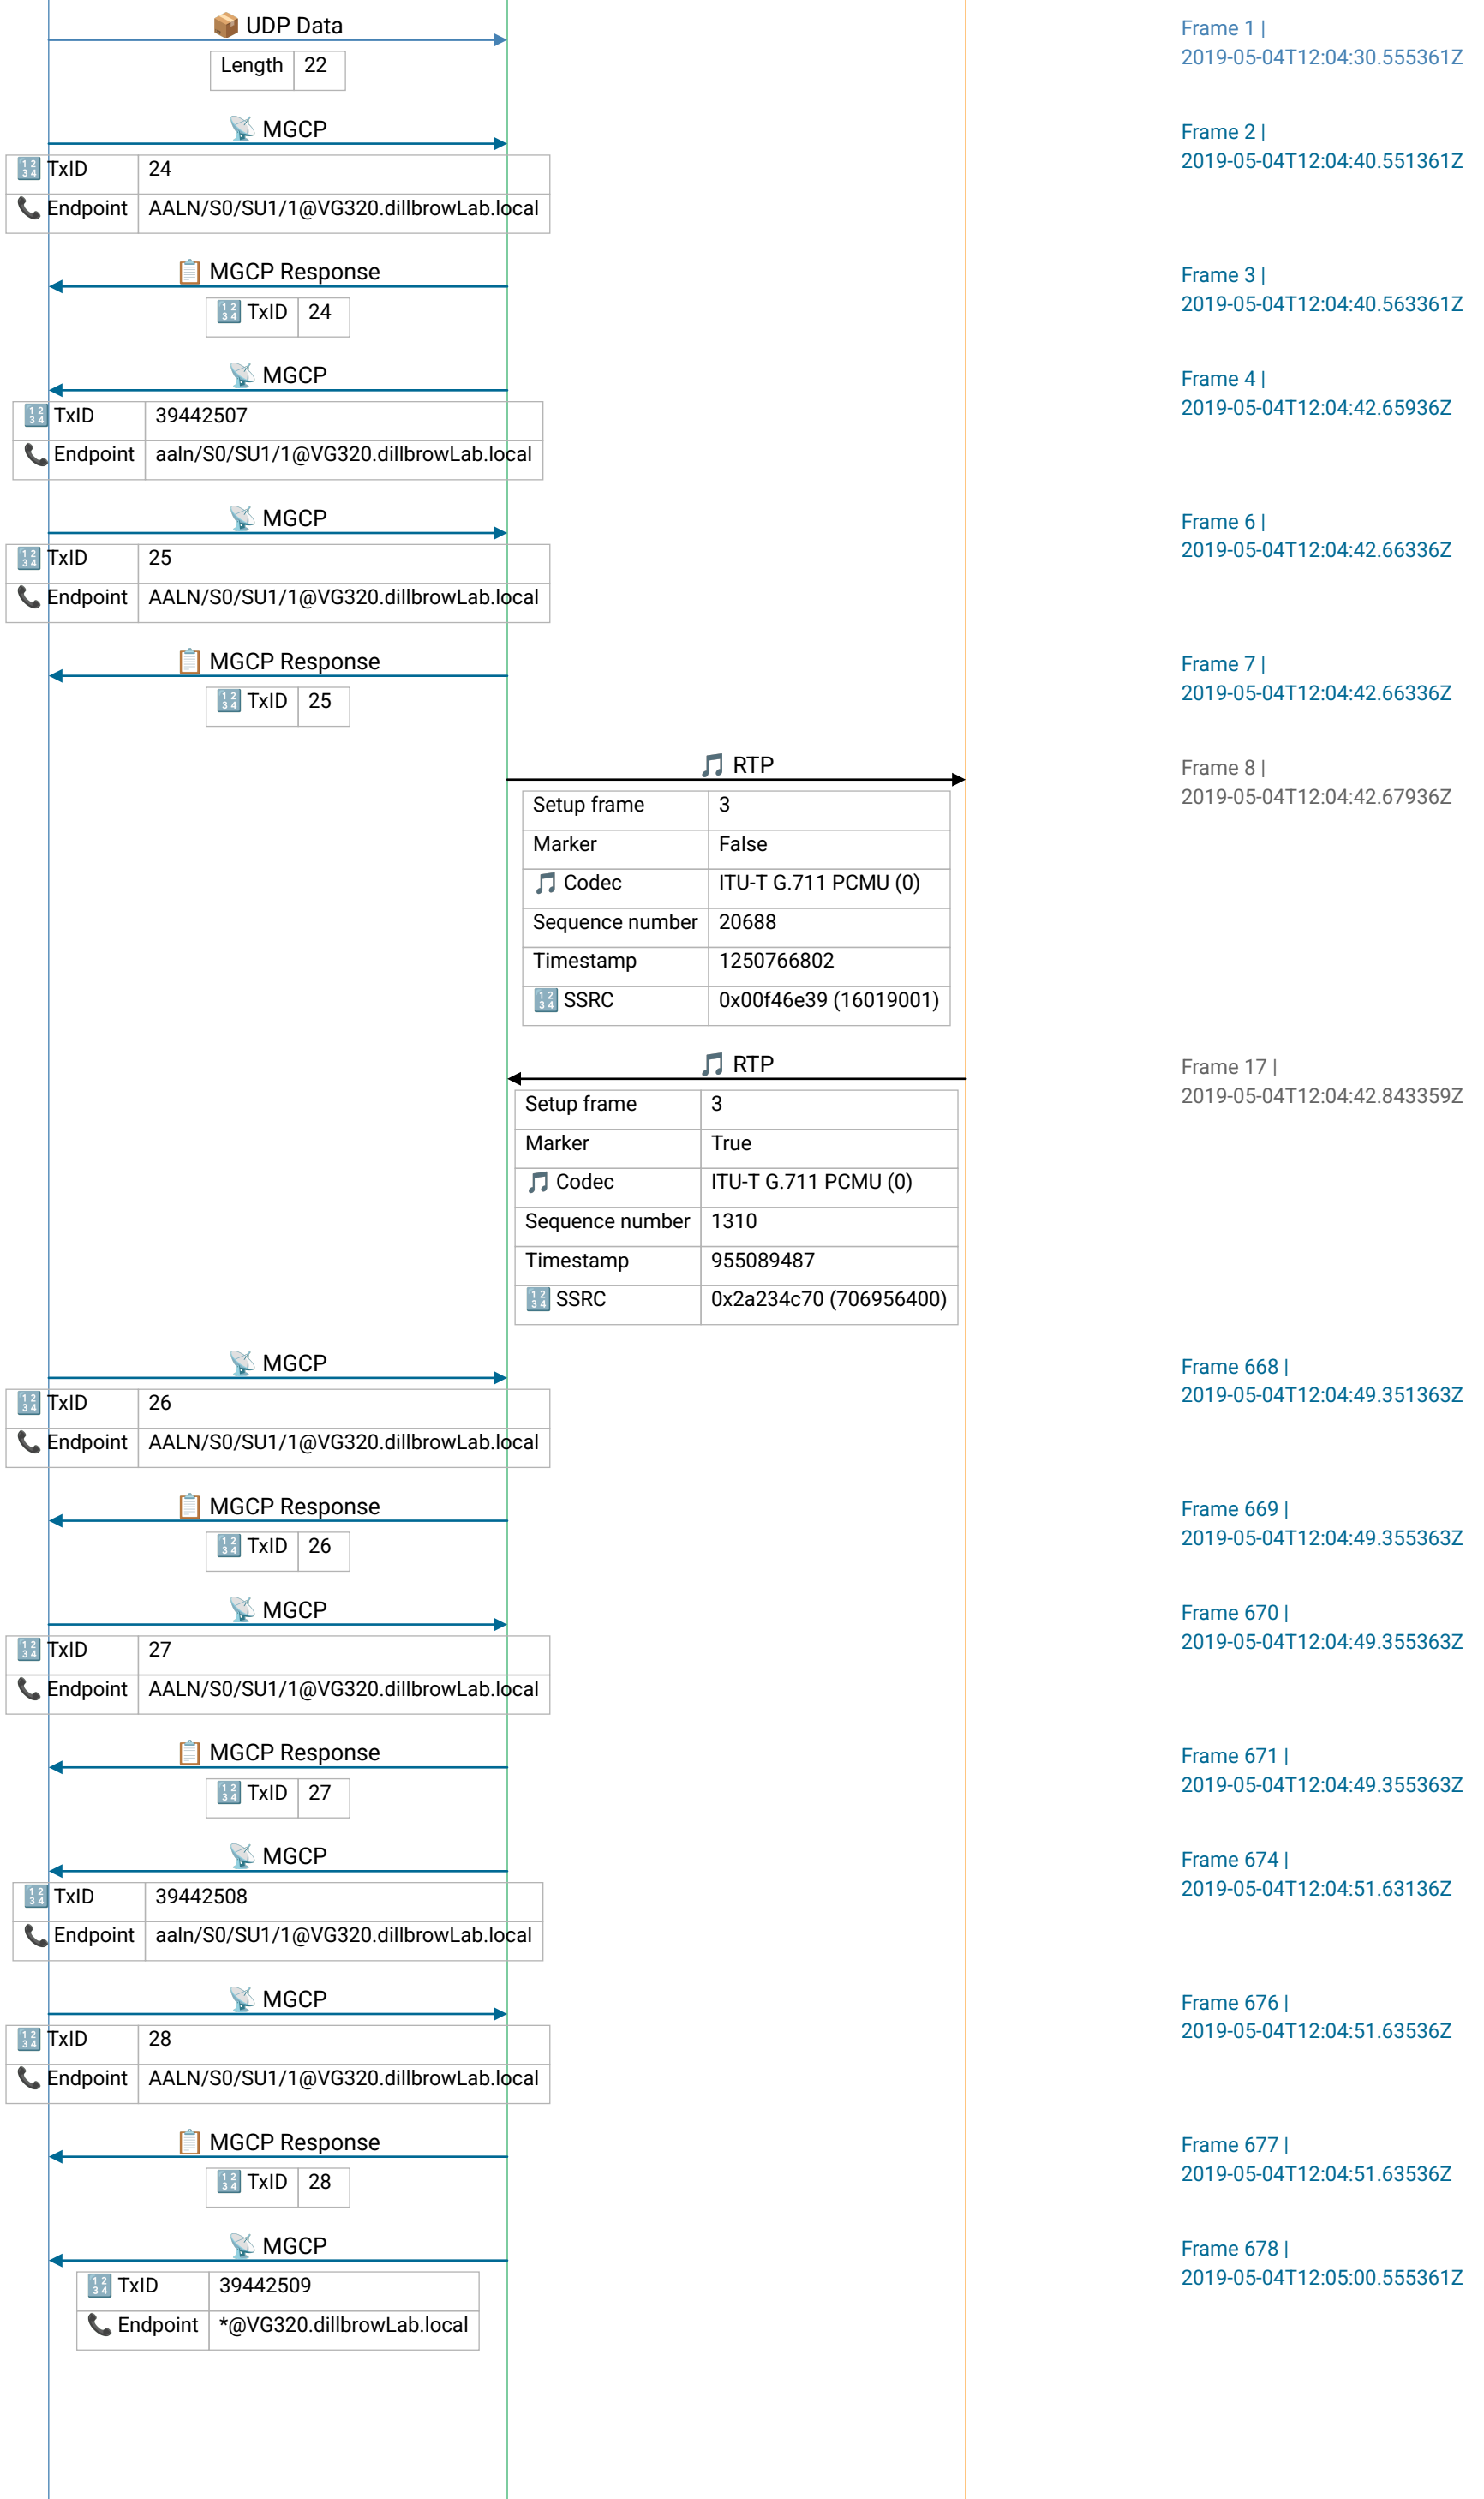 📦 UDP Data
Frame 1 |
2019-05-04T12:04:30.555361Z
Length 22
📡 MGCP
Frame 2 |
2019-05-04T12:04:40.551361Z
🔢 TxID 24
📞 Endpoint AALN/S0/SU1/1@VG320.dillbrowLab.local
📋 MGCP Response
Frame 3 |
2019-05-04T12:04:40.563361Z
🔢 TxID 24
📡 MGCP
Frame 4 |
2019-05-04T12:04:42.65936Z
🔢 TxID 39442507
📞 Endpoint aaln/S0/SU1/1@VG320.dillbrowLab.local
📡 MGCP
Frame 6 |
2019-05-04T12:04:42.66336Z
🔢 TxID 25
📞 Endpoint AALN/S0/SU1/1@VG320.dillbrowLab.local
📋 MGCP Response
Frame 7 |
2019-05-04T12:04:42.66336Z
🔢 TxID 25
🎵 RTP
Frame 8 |
2019-05-04T12:04:42.67936Z
Setup frame 3
Marker False
🎵 Codec ITU-T G.711 PCMU (0)
Sequence number 20688
Timestamp 1250766802
🔢 SSRC 0x00f46e39 (16019001)
🎵 RTP
Frame 17 |
2019-05-04T12:04:42.843359Z
Setup frame 3
Marker True
🎵 Codec ITU-T G.711 PCMU (0)
Sequence number 1310
Timestamp 955089487
🔢 SSRC 0x2a234c70 (706956400)
📡 MGCP
Frame 668 |
2019-05-04T12:04:49.351363Z
🔢 TxID 26
📞 Endpoint AALN/S0/SU1/1@VG320.dillbrowLab.local
📋 MGCP Response
Frame 669 |
2019-05-04T12:04:49.355363Z
🔢 TxID 26
📡 MGCP
Frame 670 |
2019-05-04T12:04:49.355363Z
🔢 TxID 27
📞 Endpoint AALN/S0/SU1/1@VG320.dillbrowLab.local
📋 MGCP Response
Frame 671 |
2019-05-04T12:04:49.355363Z
🔢 TxID 27
📡 MGCP
Frame 674 |
2019-05-04T12:04:51.63136Z
🔢 TxID 39442508
📞 Endpoint aaln/S0/SU1/1@VG320.dillbrowLab.local
📡 MGCP
Frame 676 |
2019-05-04T12:04:51.63536Z
🔢 TxID 28
📞 Endpoint AALN/S0/SU1/1@VG320.dillbrowLab.local
📋 MGCP Response
Frame 677 |
2019-05-04T12:04:51.63536Z
🔢 TxID 28
📡 MGCP
Frame 678 |
2019-05-04T12:05:00.555361Z
🔢 TxID 39442509
📞 Endpoint *@VG320.dillbrowLab.local